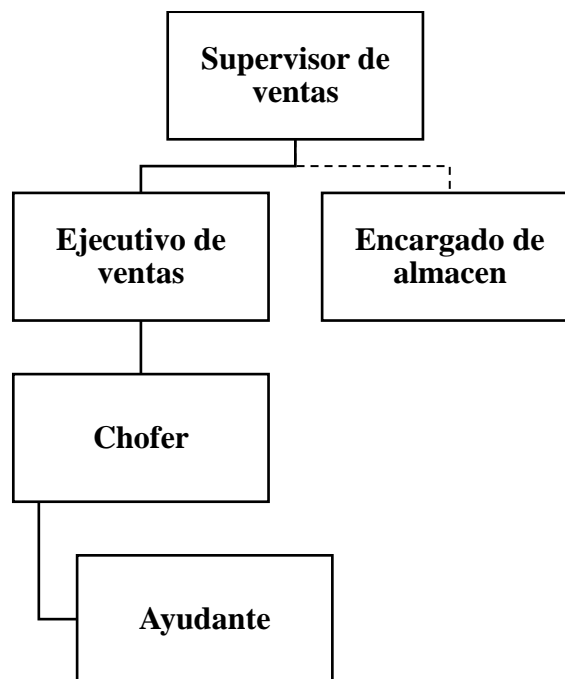 Supervisor de
ventas
Ejecutivo de
ventas
Encargado de
almacen
Chofer
Ayudante